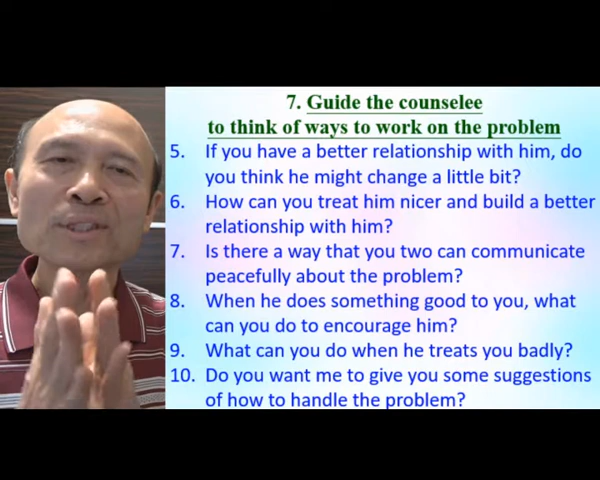 7. Guide the counselee
to think of ways to work on the problem
5. If you have a better relationship with him, do
you think he might change a little bit?
6. How can you treat him nicer and build a better
relationship with him?
7. Is there a way that you two can communicate
peacefully about the problem?
8. When he does something good to you, what
can you do to encourage him?
9. What can you do when he treats you badly?
10. Do you want me to give you some suggestions
of how to handle the problem?